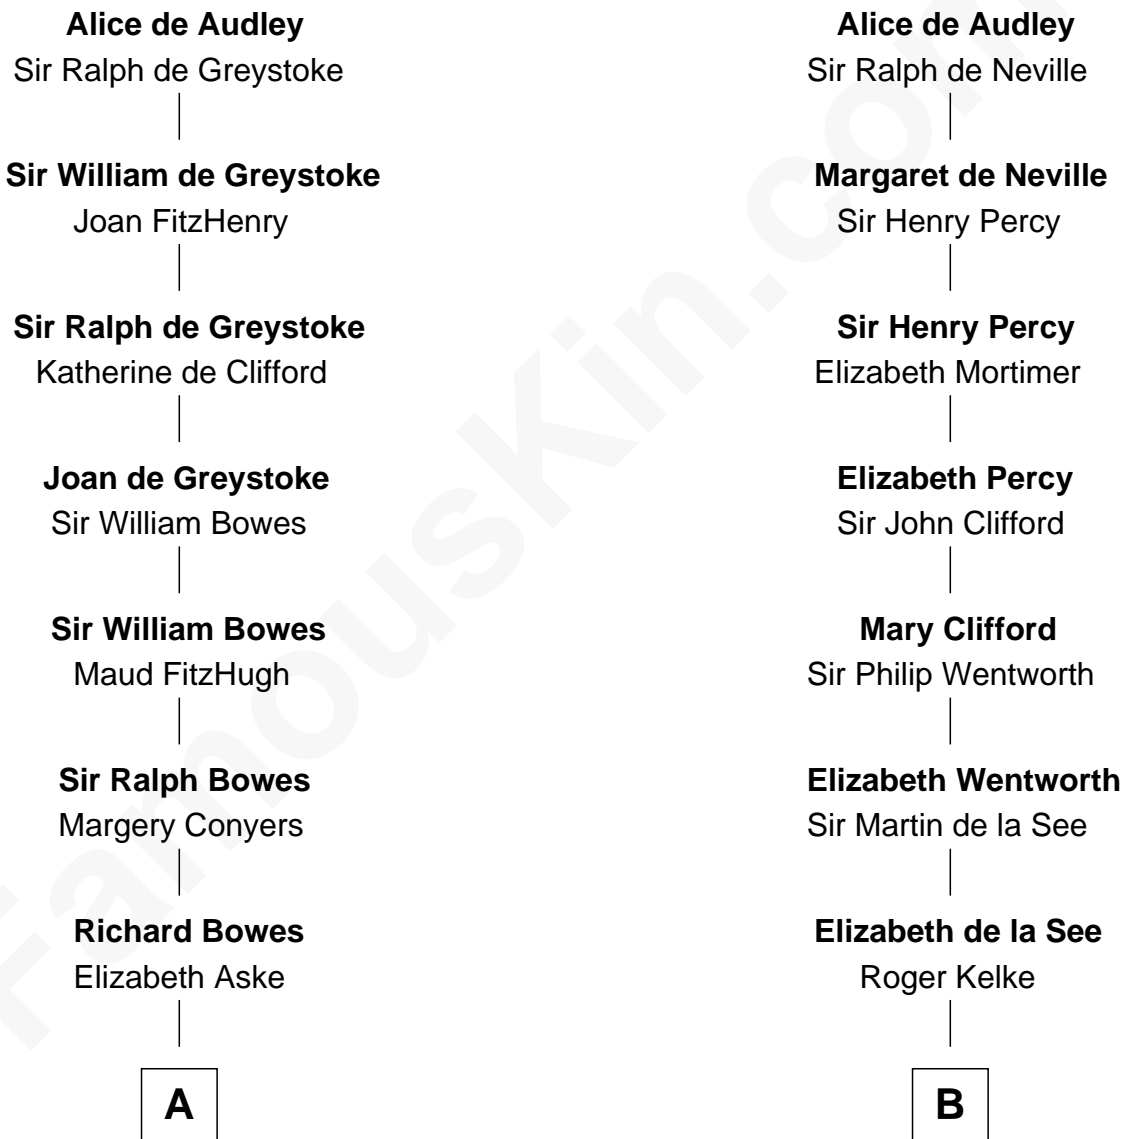 Alice de Audley
Sir Ralph de Greystoke
Sir William de Greystoke
Joan FitzHenry
Sir Ralph de Greystoke
Katherine de Clifford
Joan de Greystoke
Sir William Bowes
Sir William Bowes
Maud FitzHugh
Sir Ralph Bowes
Margery Conyers
Richard Bowes
Elizabeth Aske
A
Alice de Audley
Sir Ralph de Neville
Margaret de Neville
Sir Henry Percy
Sir Henry Percy
Elizabeth Mortimer
Elizabeth Percy
Sir John Clifford
Mary Clifford
Sir Philip Wentworth
Elizabeth Wentworth
Sir Martin de la See
Elizabeth de la See
Roger Kelke
B
FamousKin.com